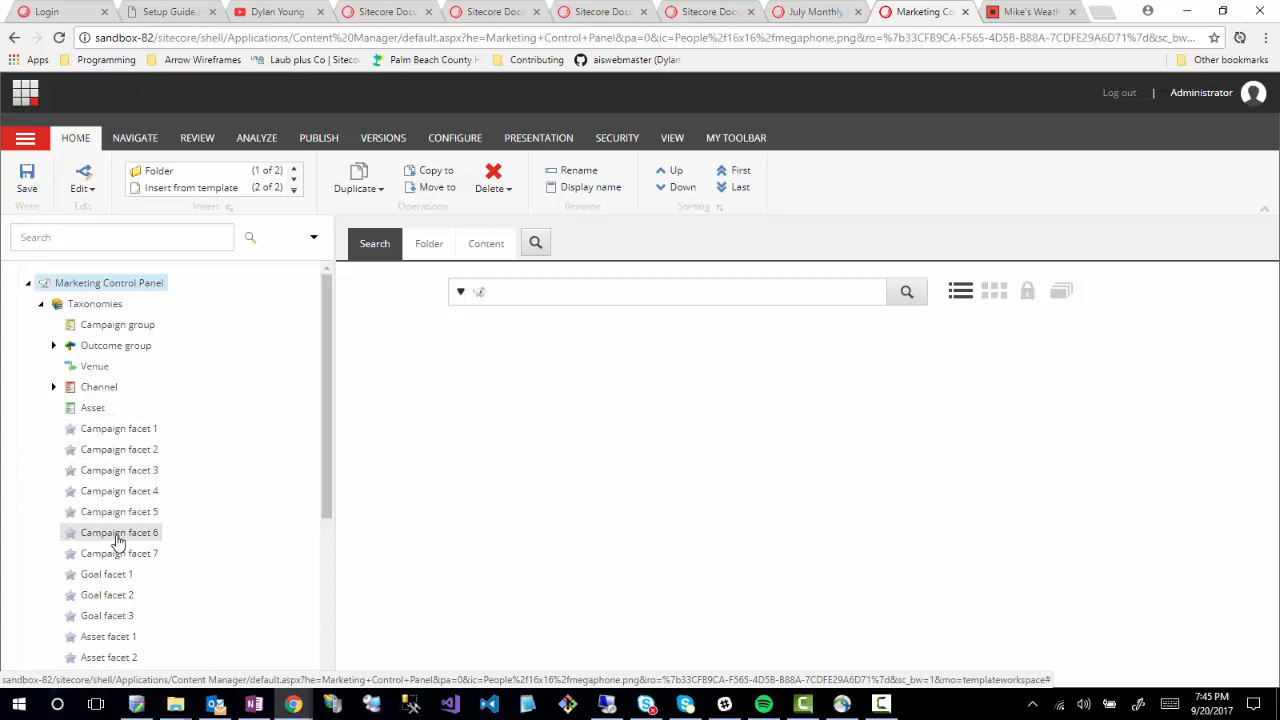 Login
Setup Guide.
Dylan Young -
Sitecore Docu
Sitecore Docu
Sitecore Docu
Sitecore Docu
July Monthly
Marketing Co
Mike's Weath
sandbox-82/sitecore/shell/Applications/Content%20Manager/default.aspx?he=Marketing+Control+Panel&pa=0&ic=People%2f16x16%2fmegaphone.png&ro=%7b33CFB9CA-F565-4D5B-B88A-7CDFE29A6D71%7d&sc_bw=...
Apps
Programming
Arrow Wireframes
Laub plus Co | Siteco
Palm Beach County
Contributing
aiswebmaster (Dylan
Other bookmarks
Log out | Administrator
HOME NAVIGATE REVIEW ANALYZE PUBLISH VERSIONS CONFIGURE PRESENTATION SECURITY VIEW MY TOOLBAR
Folder (1 of 2)
Copy to
Rename
Up
First
Save
Edit
Insert from template (2 of 2)
Duplicate
Move to
Delete
Display name
Down
Last
Write
Edit
Insert
Operations
Rename
Sorting
Search
Search
Folder
Content
Marketing Control Panel
Taxonomies
Campaign group
Outcome group
Venue
Channel
Asset
Campaign facet 1
Campaign facet 2
Campaign facet 3
Campaign facet 4
Campaign facet 5
Campaign facet 6
Campaign facet 7
Goal facet 1
Goal facet 2
Goal facet 3
Asset facet 1
Asset facet 2
sandbox-82/sitecore/shell/Applications/Content Manager/default.aspx?he=Marketing+Control+Panel&pa=0&ic=People%2f16x16%2fmegaphone.png&ro=%7b33CFB9CA-F565-4D5B-B88A-7CDFE29A6D71%7d&sc_bw=1&mo=templateworkspace#
7:45 PM
9/20/2017